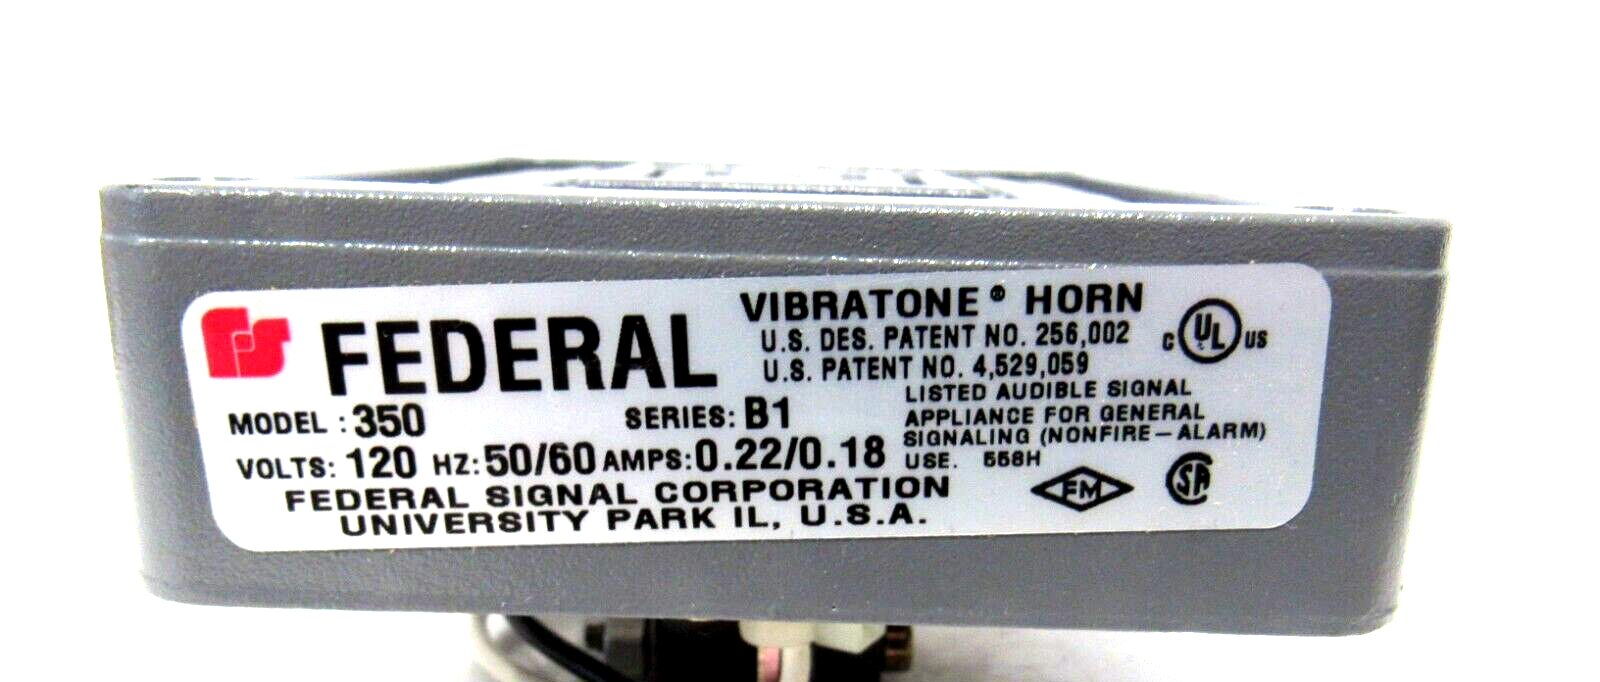 FEDERAL
VIBRATONE® HORN
U.S. DES. PATENT NO. 256,002
U.S. PATENT NO. 4,529,059
C UL US
MODEL : 350 SERIES: B1
VOLTS: 120 HZ: 50/60 AMPS: 0.22/0.18
FEDERAL SIGNAL CORPORATION
UNIVERSITY PARK IL, U.S.A.
LISTED AUDIBLE SIGNAL
APPLIANCE FOR GENERAL
SIGNALING (NONFIRE-ALARM)
USE. 558H
FM SA